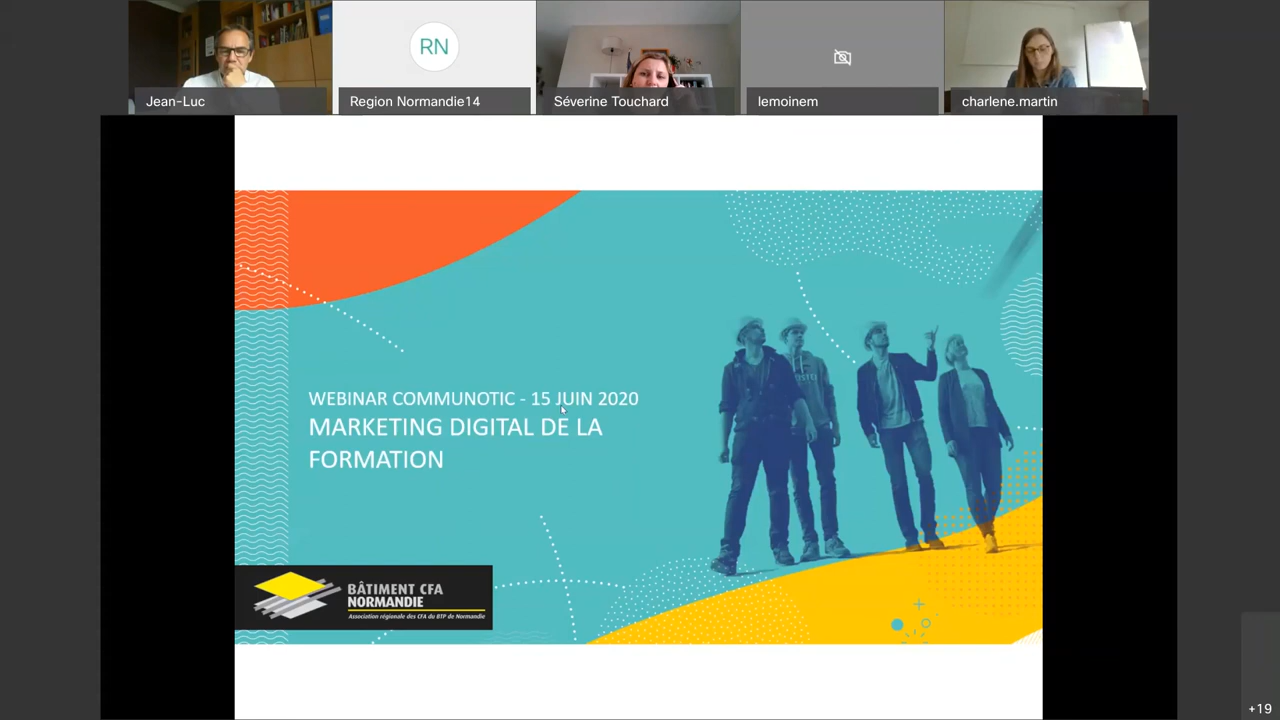 RN
Jean-Luc
Region Normandie14
Séverine Touchard
lemoinem
charlene.martin
WEBINAR COMMUNOTIC - 15 JUIN 2020
MARKETING DIGITAL DE LA
FORMATION
BÂTIMENT CFA
NORMANDIE
Association régionale des CFA du BTP de Normandie
+19